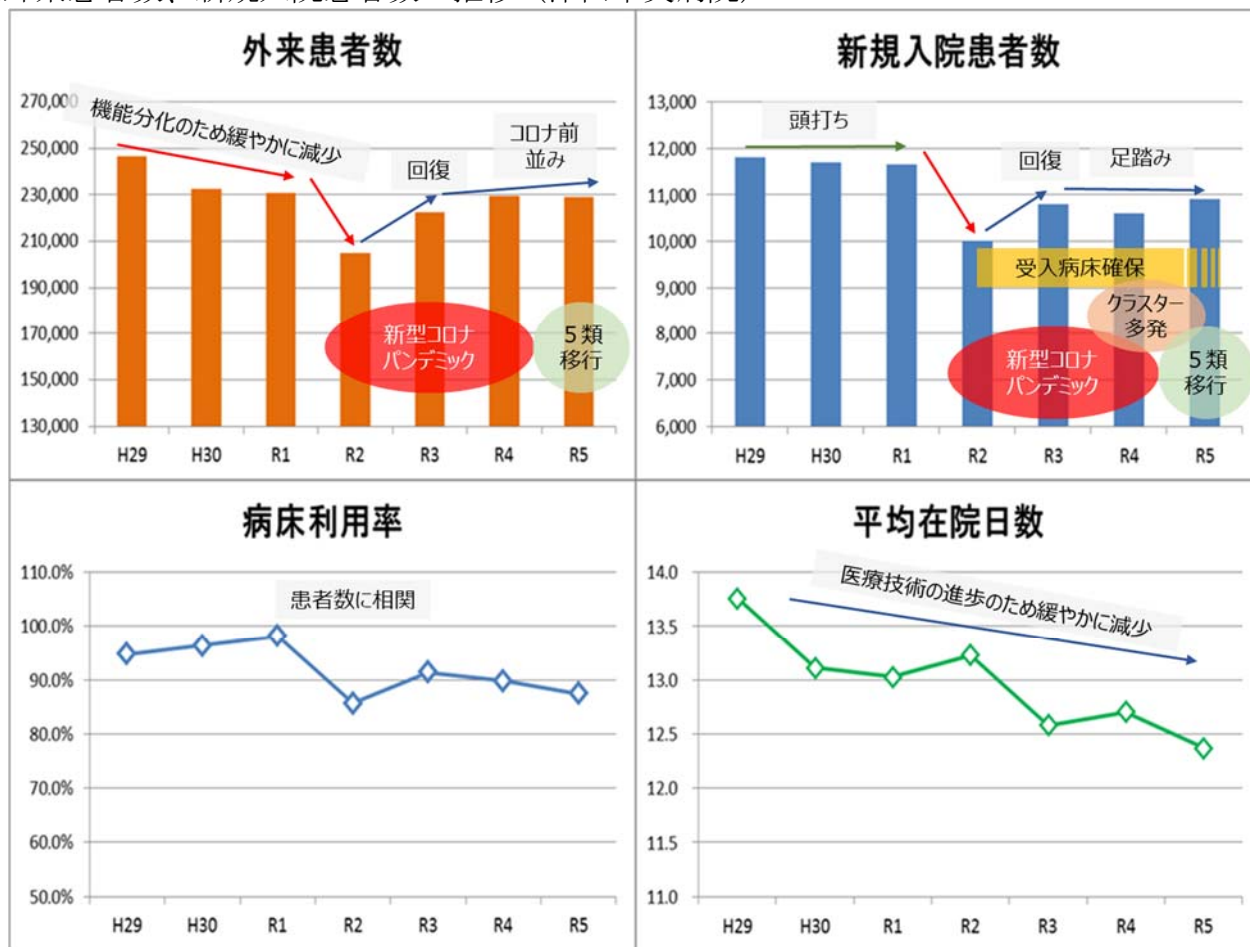 外来患者数
270,000
250,000
230,000
210,000
190,000
170,000
150,000
130,000
機能分化のため緩やかに減少
回復
コロナ前
並み
新型コロナ
パンデミック
5類
移行
H29 H30 R1 R2 R3 R4 R5
新規入院患者数
13,000
12,000
11,000
10,000
9,000
8,000
7,000
6,000
頭打ち
回復
足踏み
受入病床確保
クラスター
多発
新型コロナ
パンデミック
5類
移行
H29 H30 R1 R2 R3 R4 R5
病床利用率
110.0%
100.0%
90.0%
80.0%
70.0%
60.0%
50.0%
患者数に相関
H29 H30 R1 R2 R3 R4 R5
平均在院日数
14.0
13.5
13.0
12.5
12.0
11.5
11.0
医療技術の進歩のため緩やかに減少
H29 H30 R1 R2 R3 R4 R5